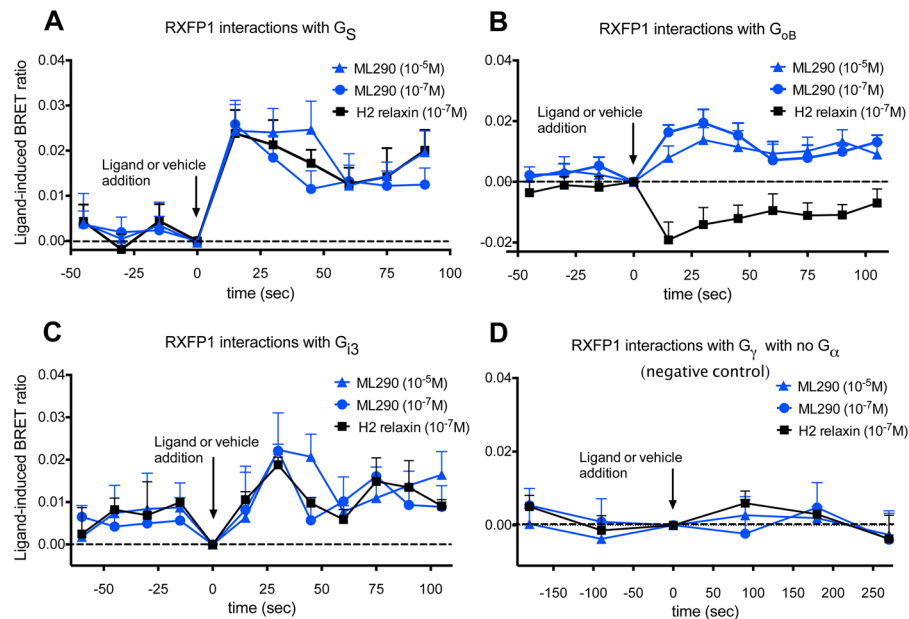 A
RXFP1 interactions with GS
Ligand-induced BRET ratio
0.04
0.03
0.02
0.01
0.00
ML290 (10-5M)
ML290 (10-7M)
H2 relaxin (10-7M)
Ligand or vehicle
addition
-50
-25
0
25
50
75
100
time (sec)
B
RXFP1 interactions with GoB
0.04
0.02
0.00
-0.02
ML290 (10-5M)
ML290 (10-7M)
H2 relaxin (10-7M)
Ligand or vehicle
addition
-50
-25
0
25
50
75
100
time (sec)
C
RXFP1 interactions with Gi3
Ligand-induced BRET ratio
0.04
0.03
0.02
0.01
0.00
ML290 (10-5M)
ML290 (10-7M)
H2 relaxin (10-7M)
Ligand or vehicle
addition
-50
-25
0
25
50
75
100
time (sec)
D
RXFP1 interactions with Gγ with no Gα
(negative control)
0.04
0.02
0.00
-0.02
ML290 (10-5M)
ML290 (10-7M)
H2 relaxin (10-7M)
Ligand or vehicle
addition
-150
-100
-50
0
50
100
150
200
250
time (sec)